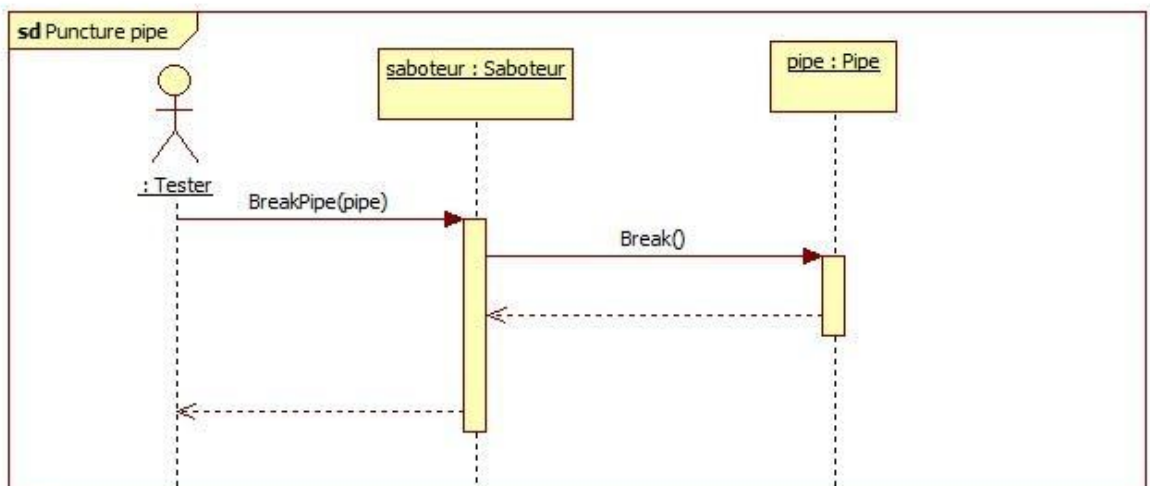 sd Puncture pipe
saboteur : Saboteur
pipe : Pipe
: Tester
BreakPipe(pipe)
Break()